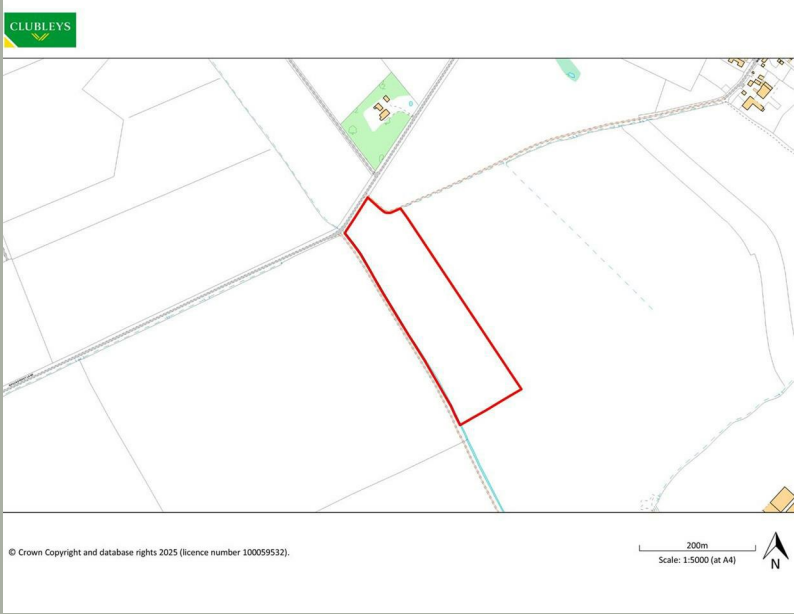 CLUBLEYS
© Crown Copyright and database rights 2025 (licence number 100059532).
200m
Scale: 1:5000 (at A4)
N